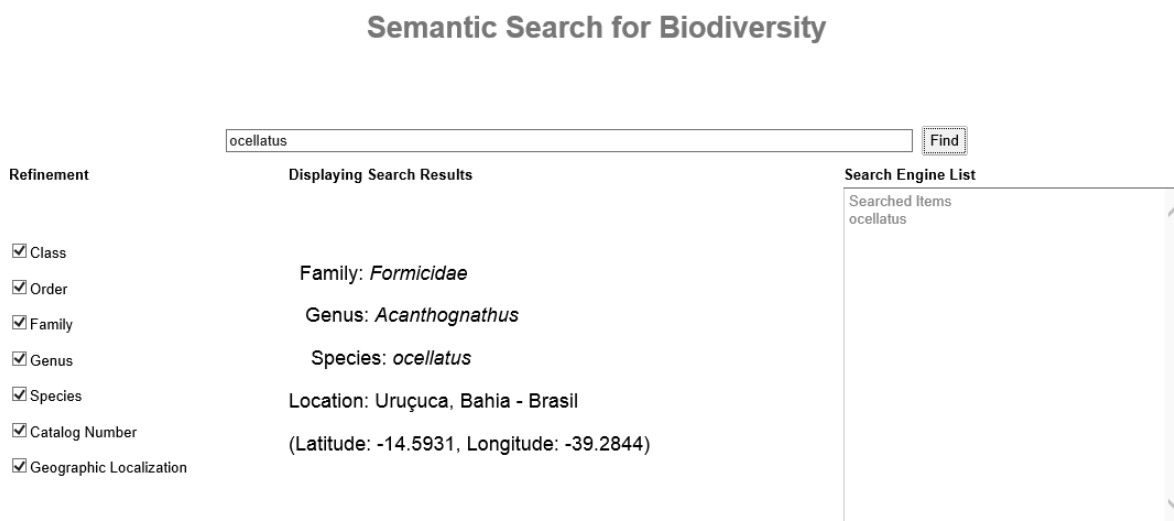 Semantic Search for Biodiversity
ocellatus
Find
Refinement
Displaying Search Results
Search Engine List
Class
Order
Family
Genus
Species
Catalog Number
Geographic Localization
Family: Formicidae
Genus: Acanthognathus
Species: ocellatus
Location: Uruçuca, Bahia - Brasil
(Latitude: -14.5931, Longitude: -39.2844)
Searched Items
ocellatus